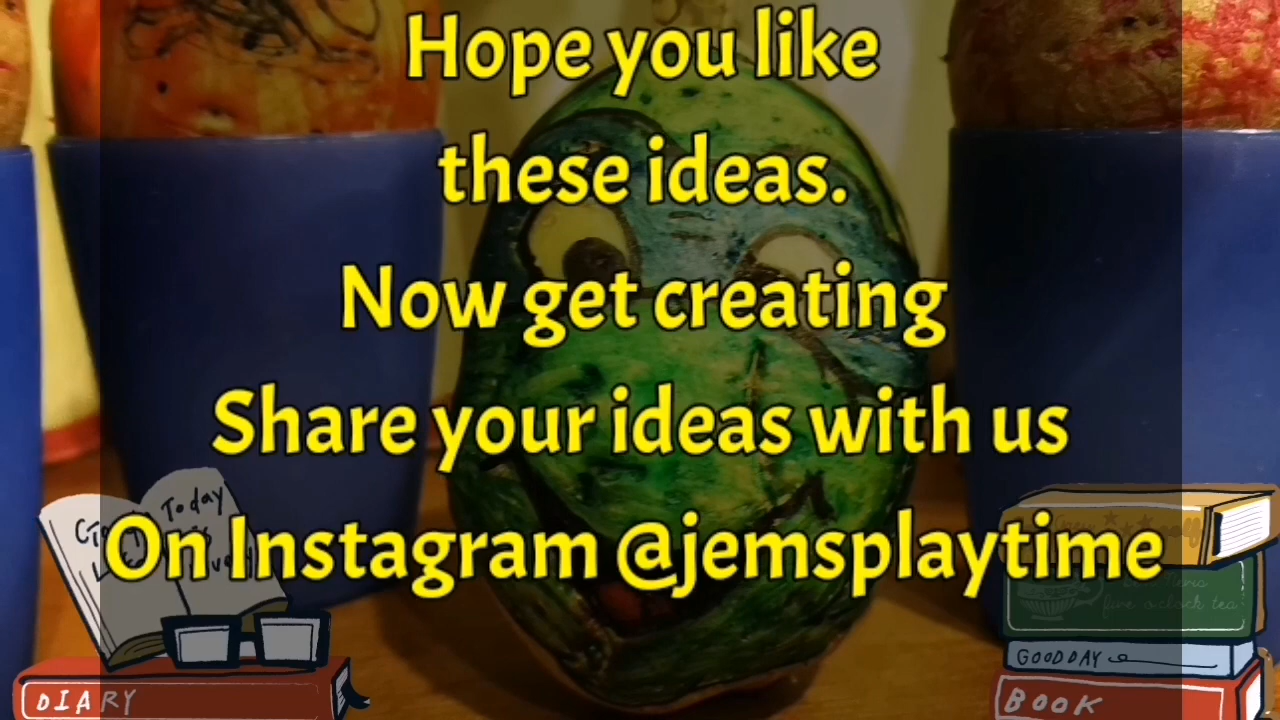 Hope you like
these ideas.
Now get creating
Share your ideas with us
On Instagram @jemsplaytime
Today
DIARY
GOOD DAY
BOOK